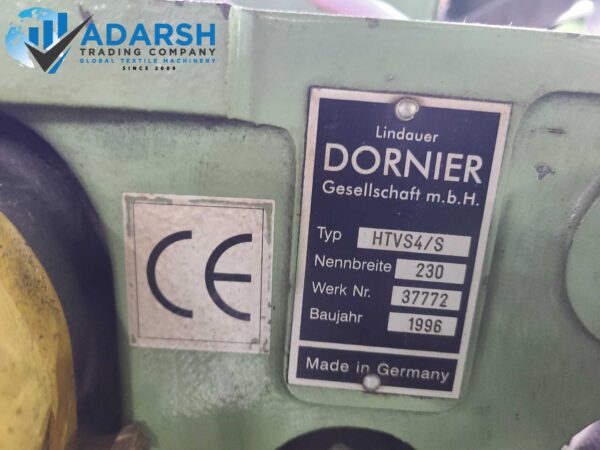 ADARSH
TRADING COMPANY
GLOBAL TEXTILE MACHINERY
SINCE 2009
Lindauer
DORNIER
Gesellschaft m.b.H.
Typ HTVS4/S
Nennbreite 230
Werk Nr. 37772
Baujahr 1996
Made in Germany
CE